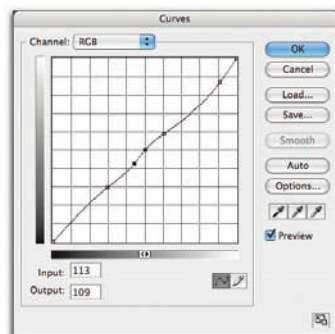 Curves
Channel: RGB
OK
Cancel
Load...
Save...
Smooth
Auto
Options...
Preview
Input: 113
Output: 109